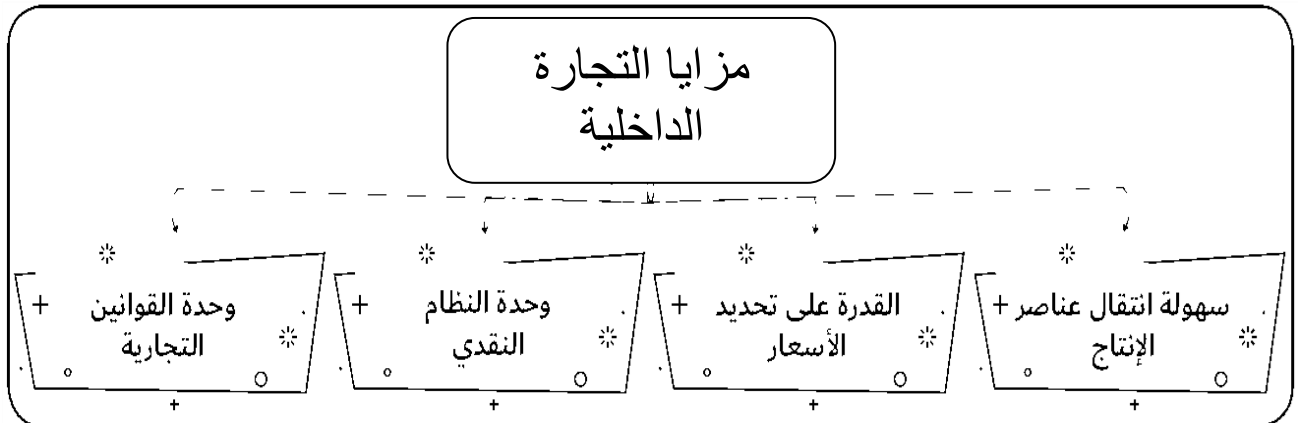 مزايا التجارة
الداخلية
سهولة انتقال عناصر
الإنتاج
القدرة على تحديد
الأسعار
وحدة النظام
النقدي
وحدة القوانين
التجارية